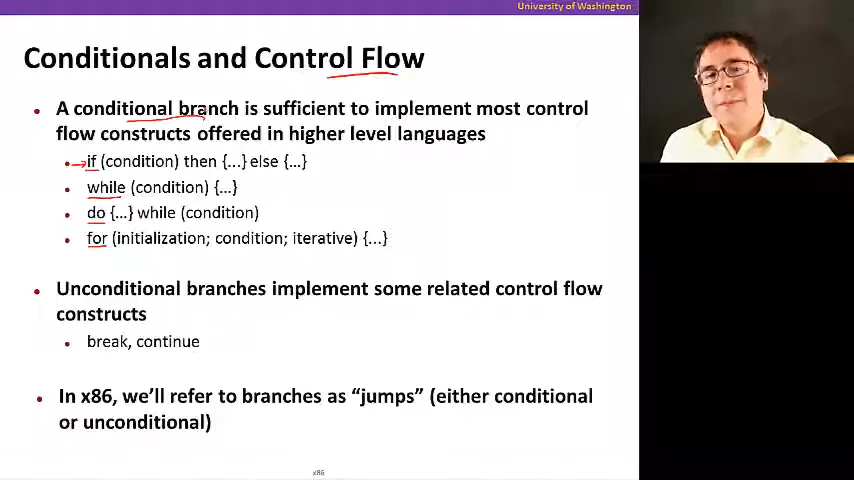 University of Washington
Conditionals and Control Flow
• A conditional branch is sufficient to implement most control
flow constructs offered in higher level languages
• if (condition) then {...} else {...}
• while (condition) {...}
• do {...} while (condition)
• for (initialization; condition; iterative) {...}
• Unconditional branches implement some related control flow
constructs
• break, continue
• In x86, we'll refer to branches as “jumps” (either conditional
or unconditional)
x86